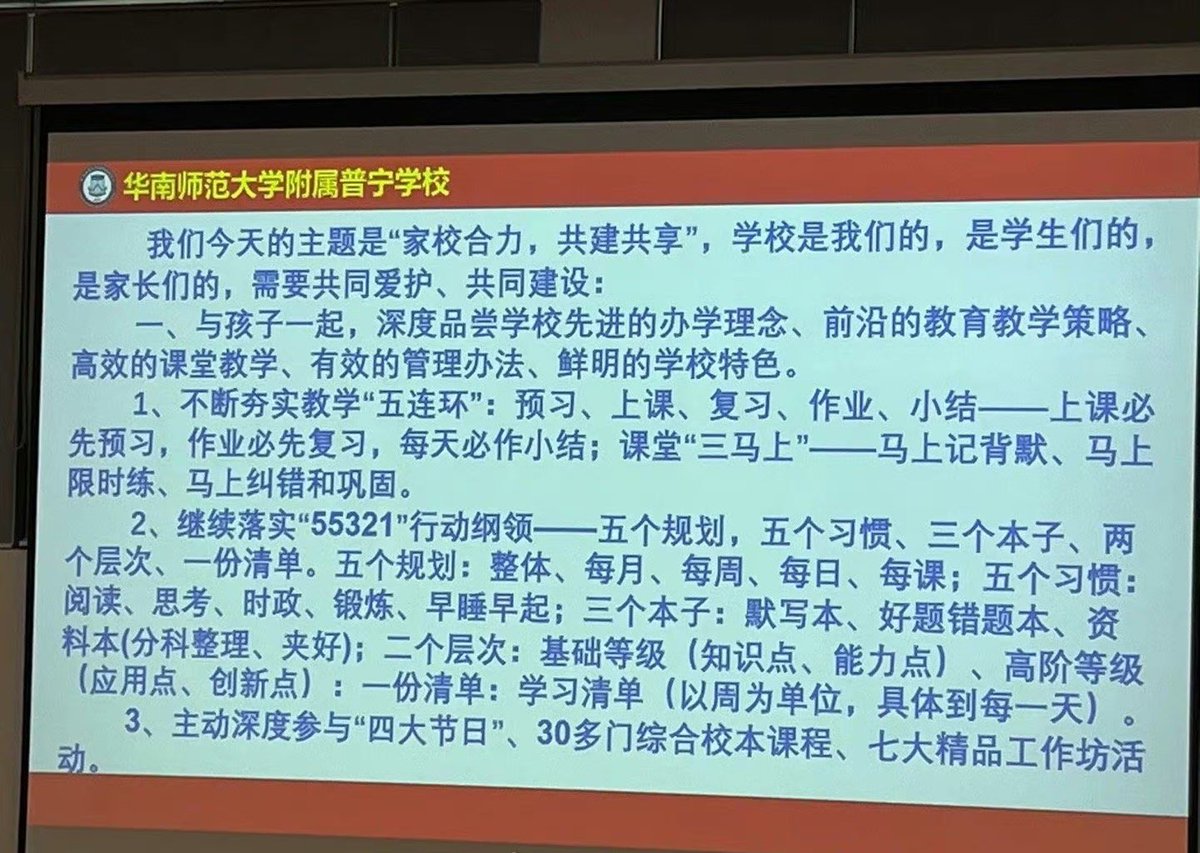 华南师范大学附属普宁学校
我们今天的主题是“家校合力，共建共享”，学校是我们的，是学生们的，
是家长们的，需要共同爱护、共同建设：
一、与孩子一起，深度品尝学校先进的办学理念、前沿的教育教学策略、
高效的课堂教学、有效的管理办法、鲜明的学校特色。
1、不断夯实教学“五连环”：预习、上课、复习、作业、小结——上课必
先预习，作业必先复习，每天必作小结；课堂“三马上”——马上记背默、马上
限时练、马上纠错和巩固。
2、继续落实“55321”行动纲领——五个规划，五个习惯、三个本子、两
个层次、一份清单。五个规划：整体、每月、每周、每日、每课；五个习惯：
阅读、思考、时政、锻炼、早睡早起；三个本子：默写本、好题错题本、资
料本(分科整理、夹好)；二个层次：基础等级（知识点、能力点）、高阶等级
（应用点、创新点）：一份清单：学习清单（以周为单位，具体到每一天）。
3、主动深度参与“四大节日”、30多门综合校本课程、七大精品工作坊活
动。